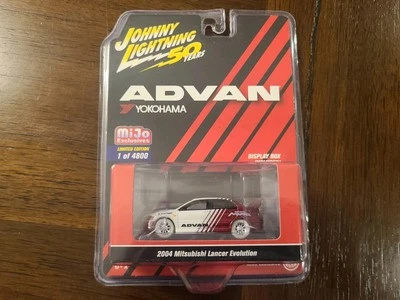 JOHNNY
LIGHTNING
50
YEARS
ADVAN
YOKOHAMA
MiJo
Exclusives
LIMITED EDITION
1 of 4800
DISPLAY BOX
ADVAN
2004 Mitsubishi Lancer Evolution